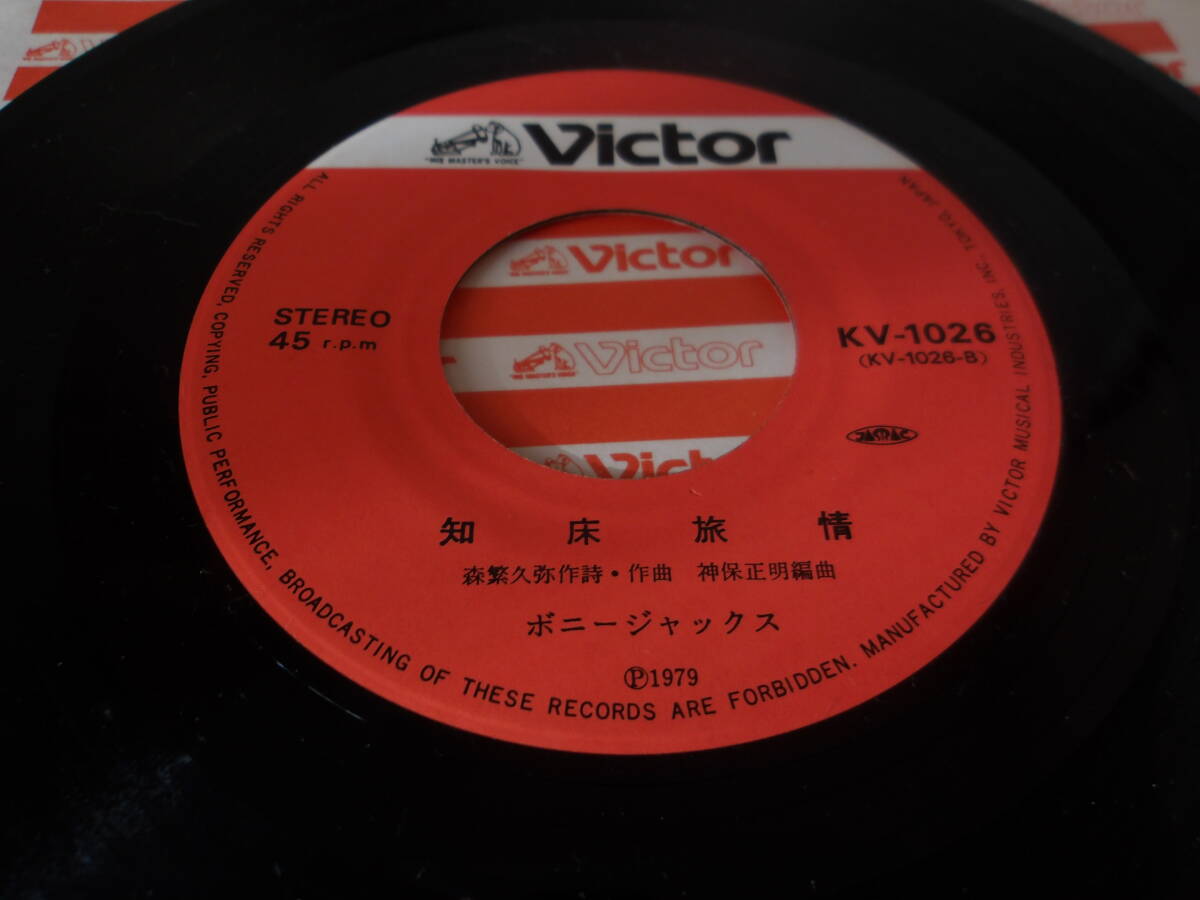 Victor
"HIS MASTER'S VOICE"
STEREO
45 r.p.m
KV-1026
(KV-1026-B)
JASRAC
知床旅情
森繁久弥作詩・作曲 神保正明編曲
ボニージャックス
Ⓟ1979
ALL RIGHTS RESERVED, COPYING, PUBLIC PERFORMANCE, BROADCASTING OF THESE RECORDS ARE FORBIDDEN. MANUFACTURED BY VICTOR MUSICAL INDUSTRIES, INC., TOKYO, JAPAN
Victor
Victor
Victor